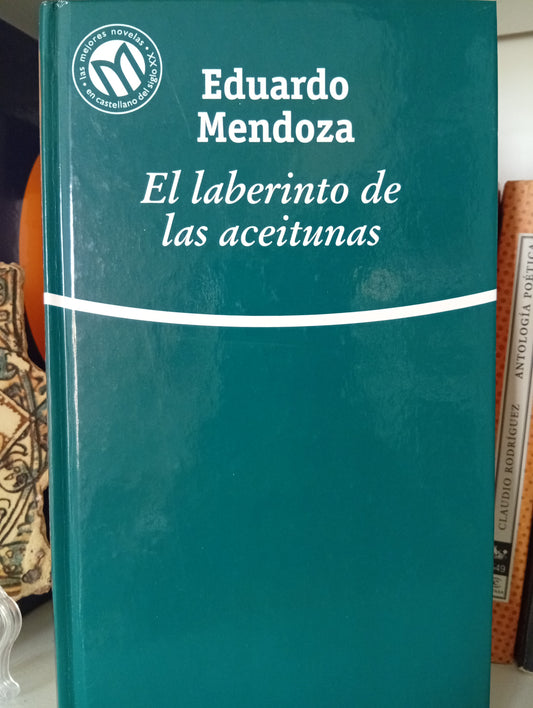 las mejores novelas •
en castellano del siglo XX •
Eduardo
Mendoza
El laberinto de
las aceitunas
CLAUDIO RODRÍGUEZ
ANTOLOGÍA POÉTICA